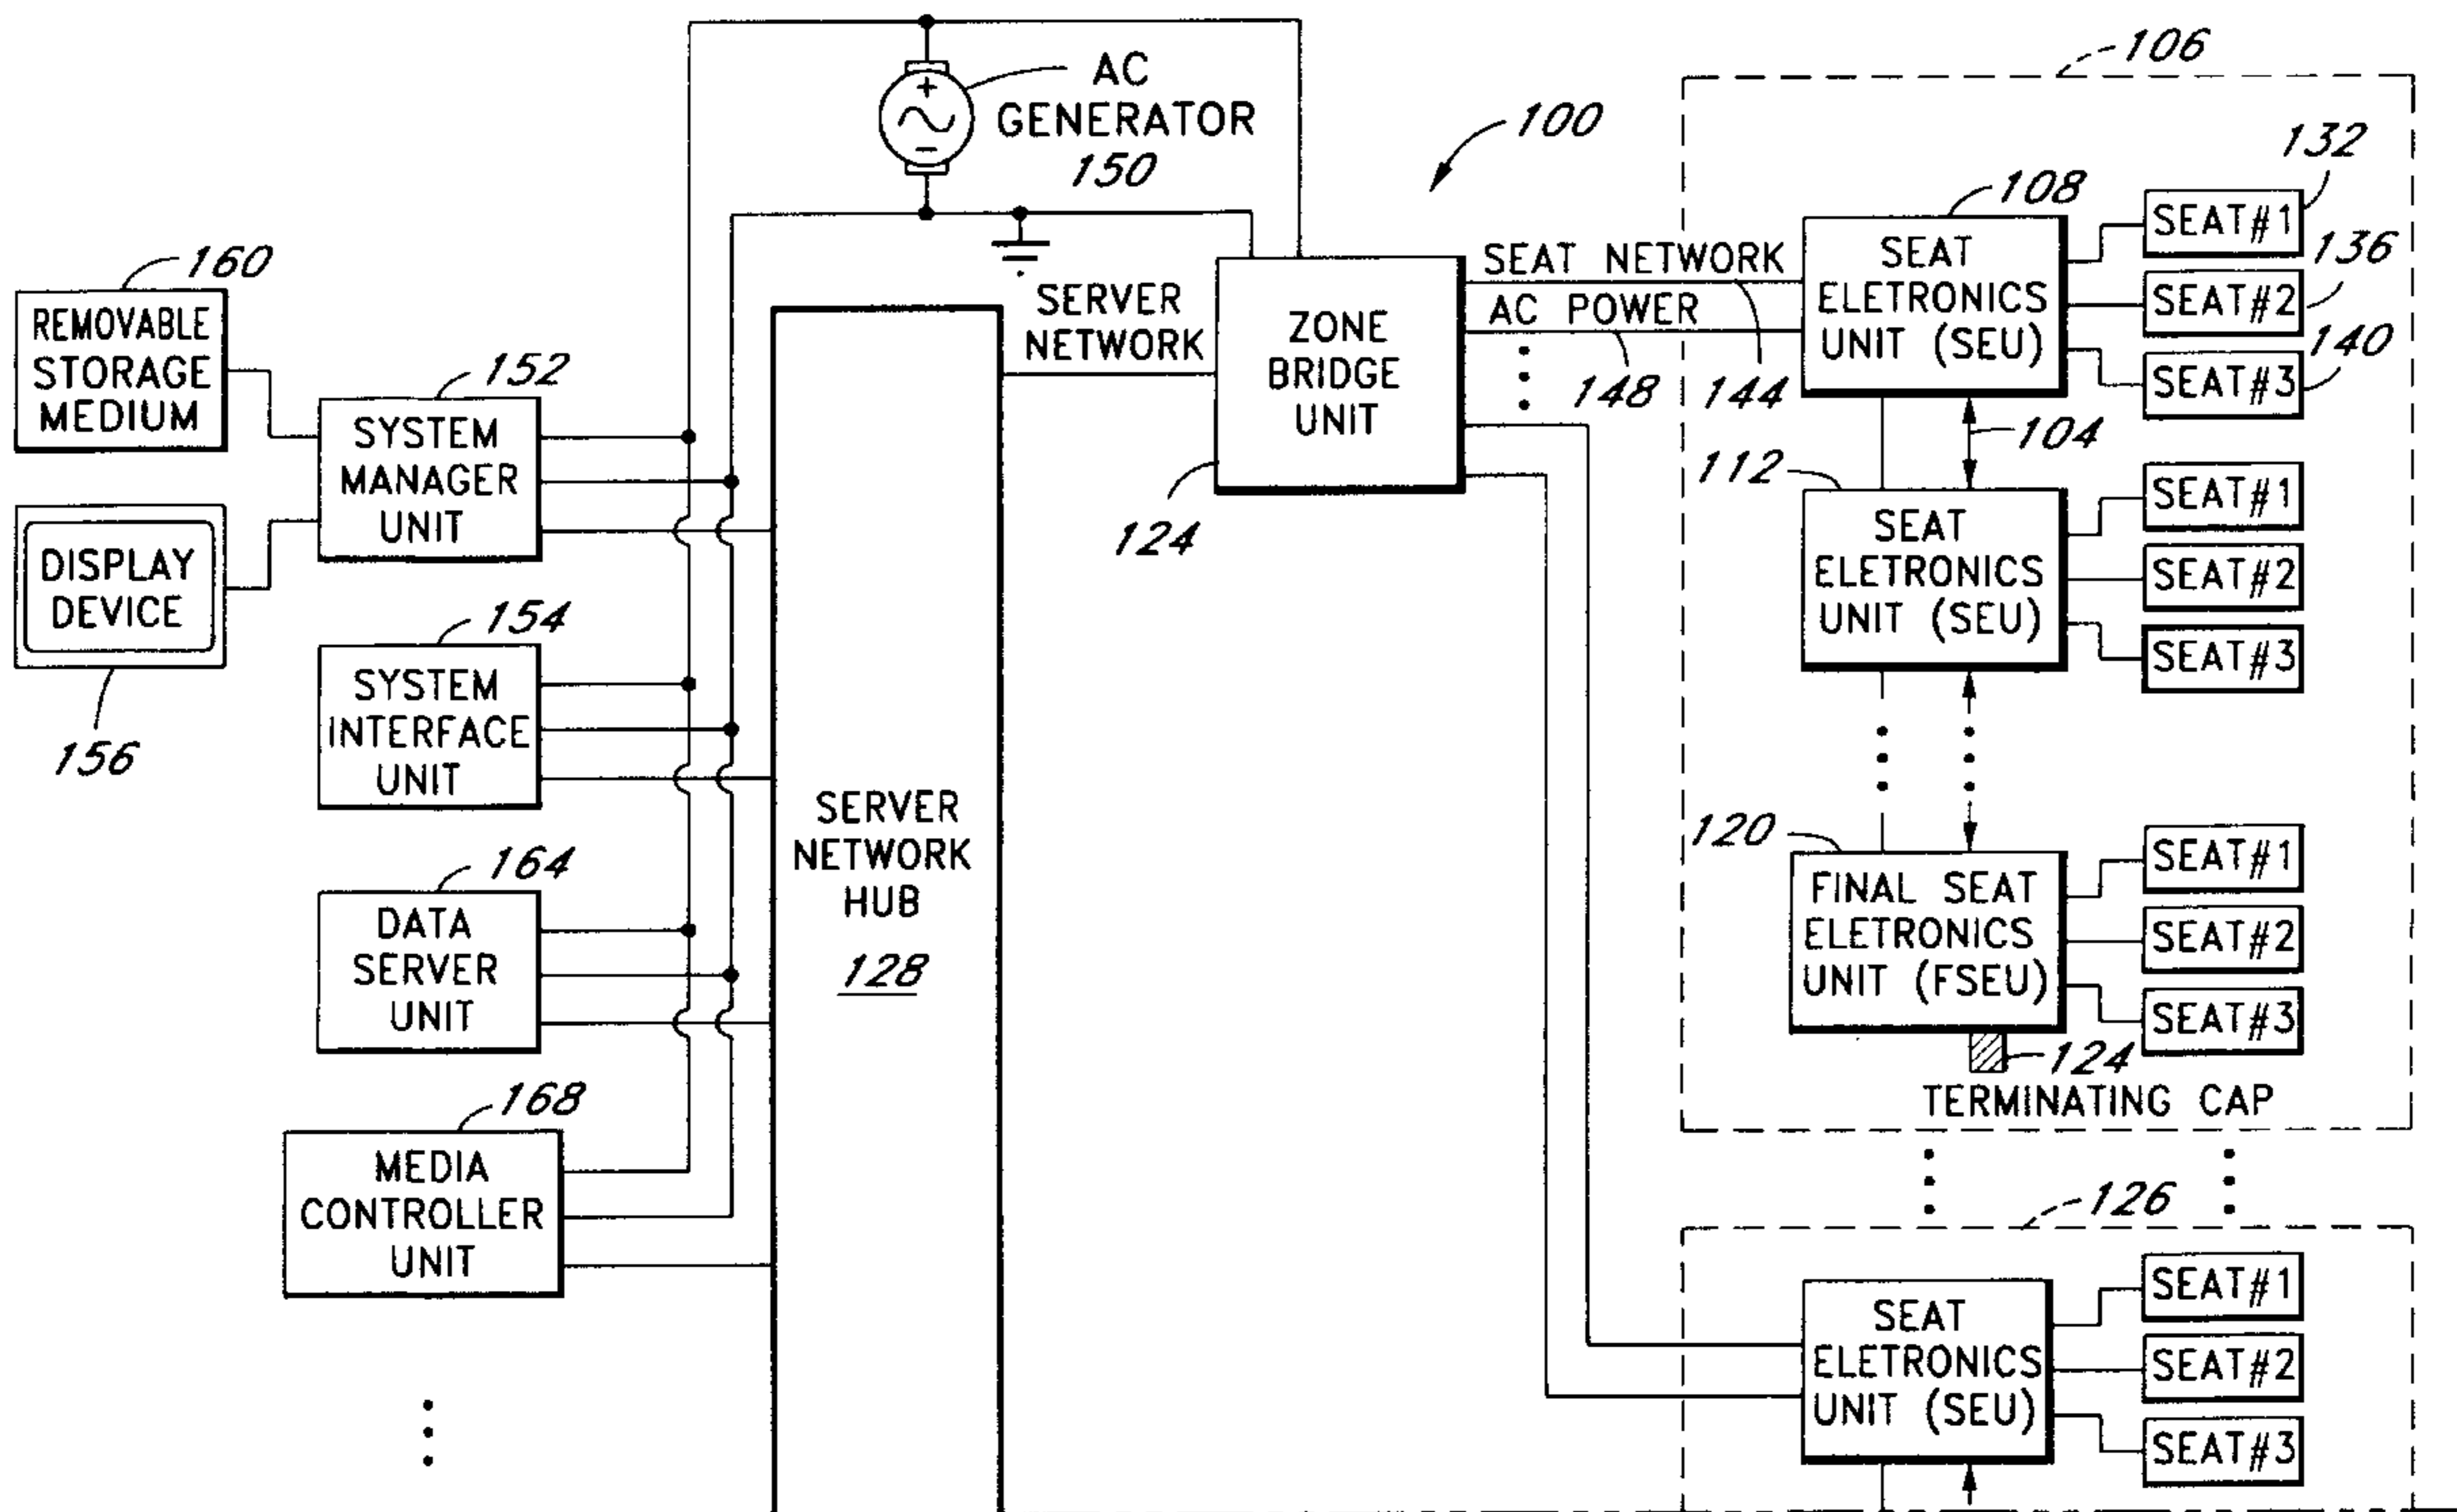 106
AC
GENERATOR
150
100
132
108
SEAT#1
160
SEAT
ELETRONICS
UNIT (SEU)
136
SEAT#2
140
SEAT#3
SEAT NETWORK
AC POWER
148
144
104
REMOVABLE
STORAGE
MEDIUM
SERVER
NETWORK
ZONE
BRIDGE
UNIT
124
152
SYSTEM
MANAGER
UNIT
112
SEAT
ELETRONICS
UNIT (SEU)
SEAT#1
SEAT#2
SEAT#3
DISPLAY
DEVICE
156
154
SYSTEM
INTERFACE
UNIT
SERVER
NETWORK
HUB
128
120
FINAL SEAT
ELETRONICS
UNIT (FSEU)
SEAT#1
SEAT#2
SEAT#3
124
TERMINATING CAP
164
DATA
SERVER
UNIT
168
MEDIA
CONTROLLER
UNIT
126
SEAT
ELETRONICS
UNIT (SEU)
SEAT#1
SEAT#2
SEAT#3